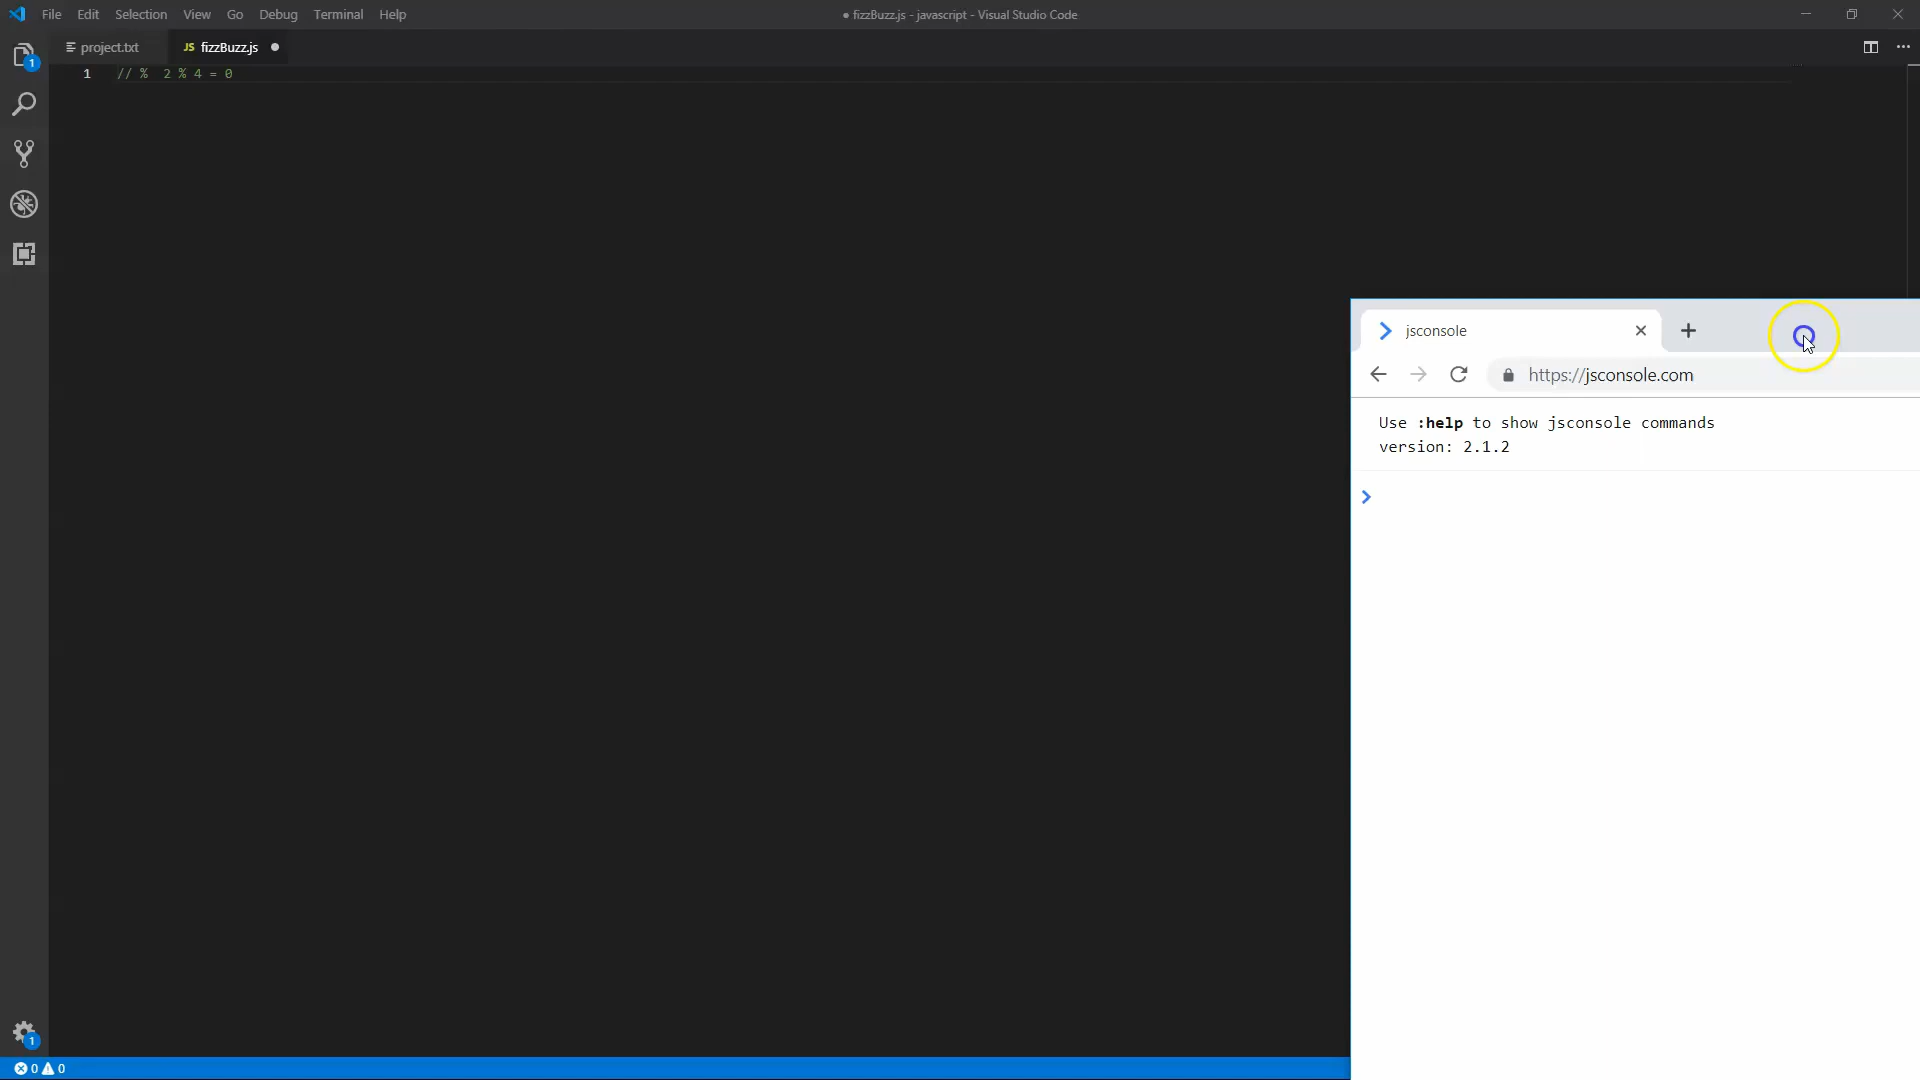 File Edit Selection View Go Debug Terminal Help
● fizzBuzz.js - javascript - Visual Studio Code
project.txt
JS fizzBuzz.js ●
1
1 // %  2 % 4 = 0
jsconsole
https://jsconsole.com
Use :help to show jsconsole commands
version: 2.1.2
1
0 0